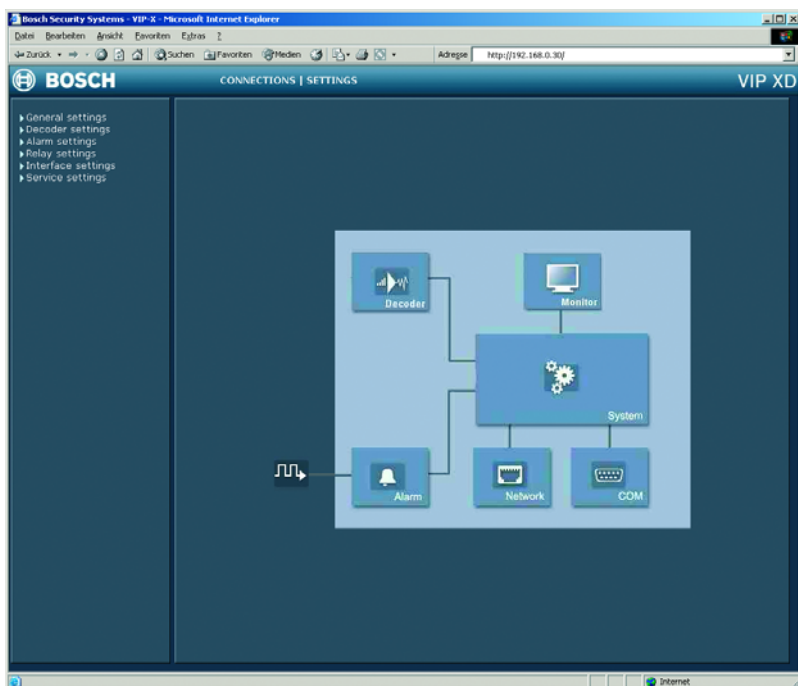 Bosch Security Systems - VIP-X - Microsoft Internet Explorer
Datei Bearbeiten Ansicht Favoriten Extras ?
Zurück Suchen Favoriten Medien Adresse http://192.168.0.30/
BOSCH CONNECTIONS | SETTINGS VIP XD
General settings
Decoder settings
Alarm settings
Relay settings
Interface settings
Service settings
Decoder
Monitor
System
Alarm
Network
COM
Internet